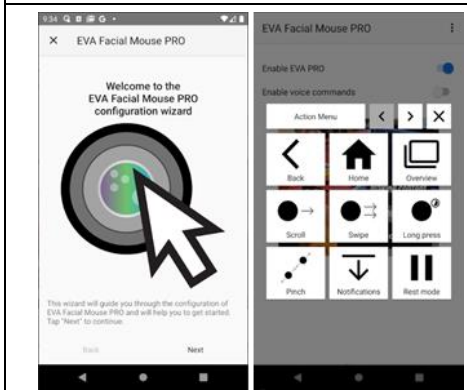 9:34
EVA Facial Mouse PRO
Welcome to the
EVA Facial Mouse PRO
configuration wizard
This wizard will guide you through the configuration of
EVA Facial Mouse PRO and will help you to get started.
Tap "Next" to continue.
Back
Next
EVA Facial Mouse PRO
Enable EVA PRO
Enable voice commands
Action Menu
Back
Home
Overview
Scroll
Swipe
Long press
Pinch
Notifications
Rest mode